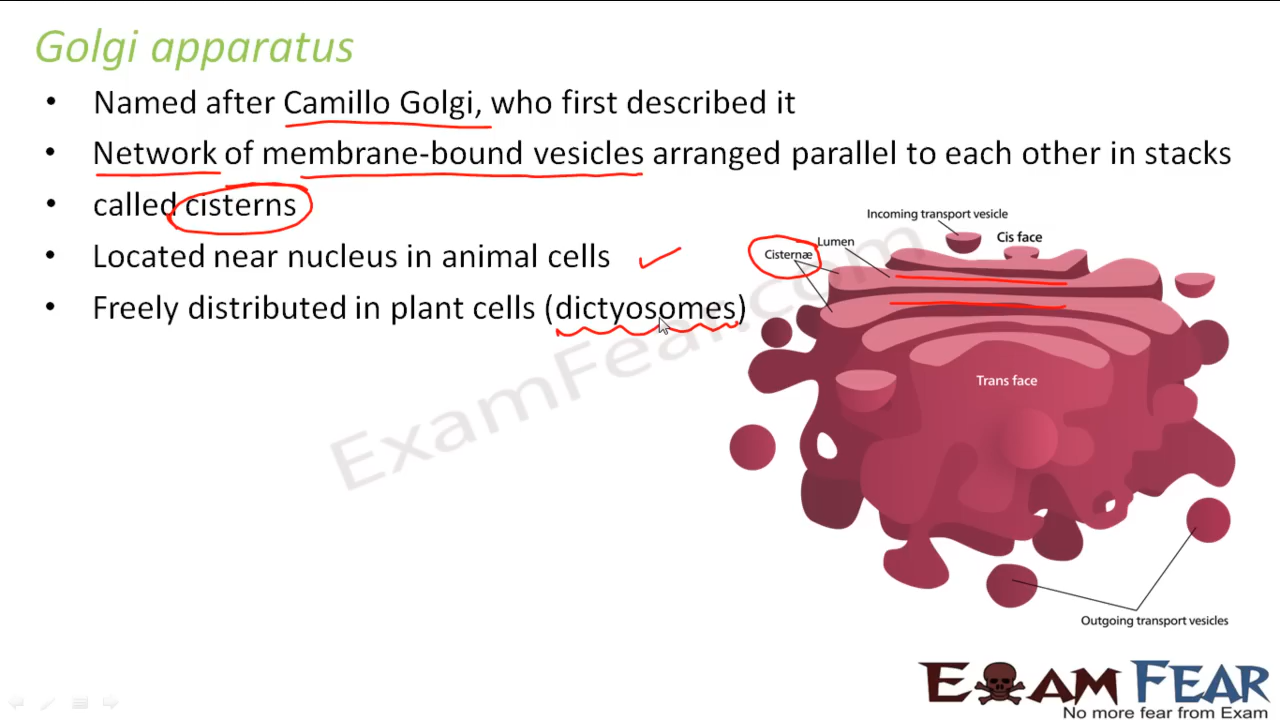 Golgi apparatus
• Named after Camillo Golgi, who first described it
• Network of membrane-bound vesicles arranged parallel to each other in stacks
• called cisterns
• Located near nucleus in animal cells
• Freely distributed in plant cells (dictyosomes)
Incoming transport vesicle
Cis face
Lumen
Cisternæ
Trans face
Outgoing transport vesicles
ExamFear.com
EXAM FEAR
No more fear from Exam